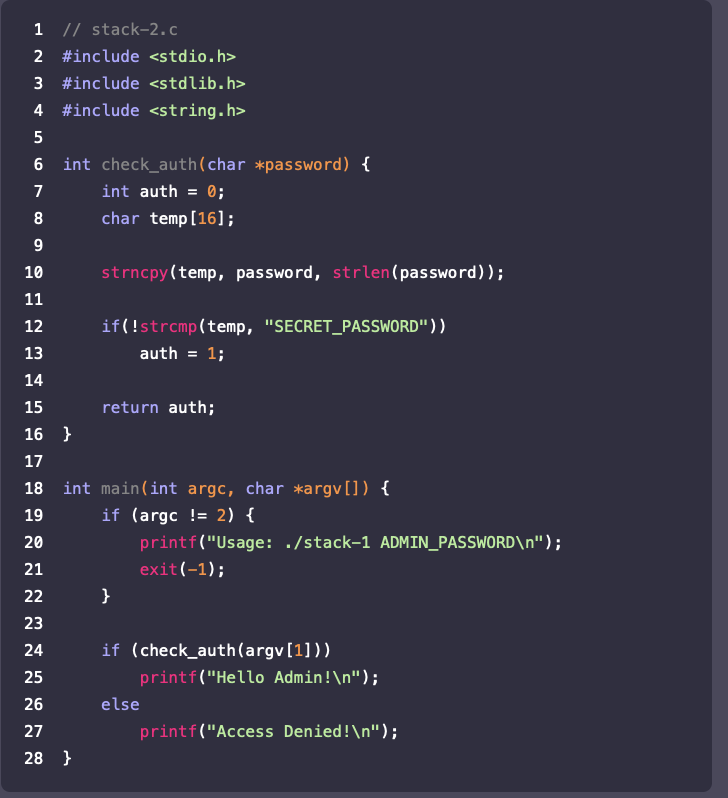 1 // stack-2.c
2 #include <stdio.h>
3 #include <stdlib.h>
4 #include <string.h>
5
6 int check_auth(char *password) {
7     int auth = 0;
8     char temp[16];
9
10     strncpy(temp, password, strlen(password));
11
12     if(!strcmp(temp, "SECRET_PASSWORD"))
13         auth = 1;
14
15     return auth;
16 }
17
18 int main(int argc, char *argv[]) {
19     if (argc != 2) {
20         printf("Usage: ./stack-1 ADMIN_PASSWORD\n");
21         exit(-1);
22     }
23
24     if (check_auth(argv[1]))
25         printf("Hello Admin!\n");
26     else
27         printf("Access Denied!\n");
28 }